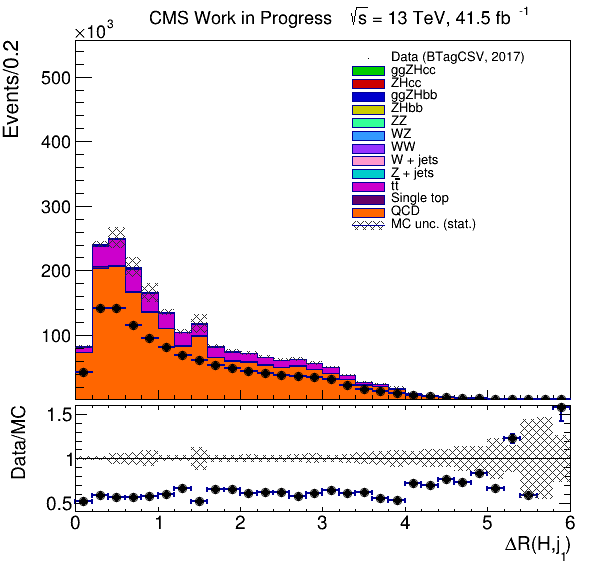 CMS Work in Progress √s = 13 TeV, 41.5 fb⁻¹
×10³
Events/0.2
500
400
300
200
100
Data (BTagCSV, 2017)
ggZHcc
ZHcc
ggZHbb
ZHbb
ZZ
WZ
WW
W + jets
Z + jets
tt̅
Single top
QCD
MC unc. (stat.)
Data/MC
1.5
1
0.5
0 1 2 3 4 5 6
ΔR(H,j₁)